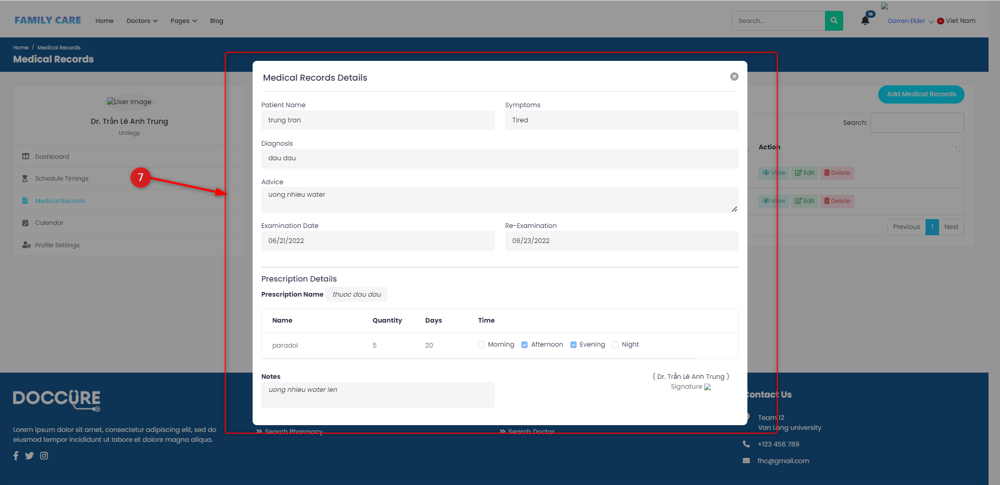 FAMILY CARE Home Doctors Pages Blog Search... 16 Darren Elder Viet Nam
Home / Medical Records
Medical Records
Medical Records Details
Add Medical Records
User Image
Dr. Trần Lê Anh Trung
Urology
Dashboard
Schedule Timings
Medical Records
Calendar
Profile Settings
7
Patient Name Symptoms
trung tran Tired
Diagnosis
dau dau
Advice
uong nhieu water
Examination Date Re-Examination
06/21/2022 06/23/2022
Prescription Details
Prescription Name thuoc dau dau
Name Quantity Days Time
paradol 5 20 Morning Afternoon Evening Night
Notes
uong nhieu water len
( Dr. Trần Lê Anh Trung )
Signature
Search:
Action
View Edit Delete
View Edit Delete
Previous 1 Next
DOCCURE
Lorem ipsum dolor sit amet, consectetur adipiscing elit, sed do
eiusmod tempor incididunt ut labore et dolore magna aliqua.
Search Pharmacy Search Doctor
Contact Us
Team 12
Van Lang university
+123 456 789
fhc@gmail.com